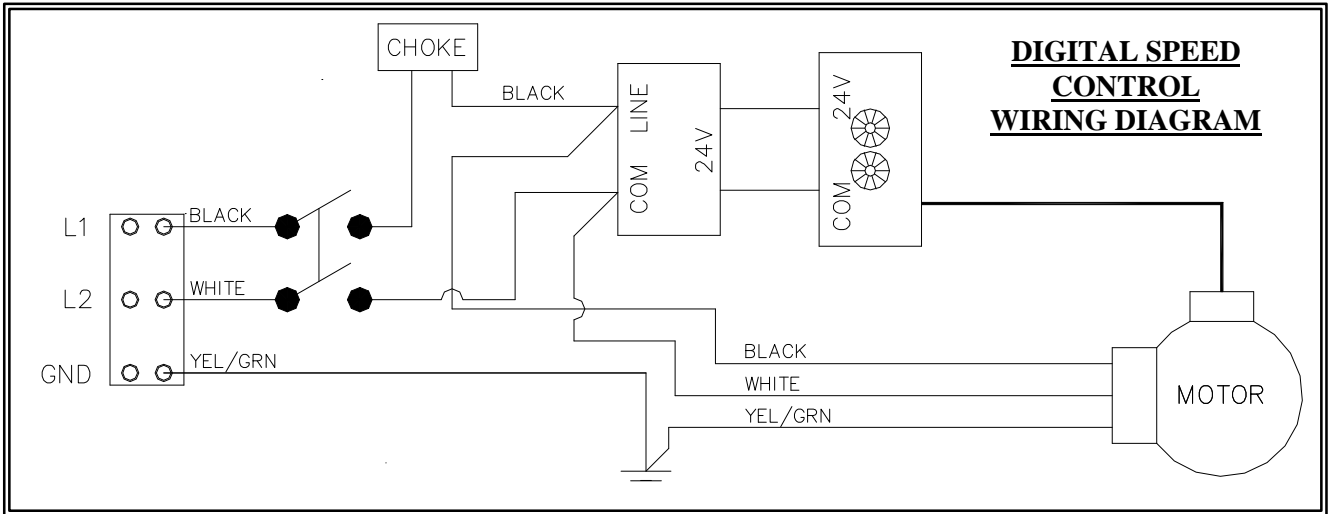 CHOKE
DIGITAL SPEED
CONTROL
WIRING DIAGRAM
BLACK
LINE
COM
24V
24V
COM
L1
BLACK
L2
WHITE
GND
YEL/GRN
BLACK
WHITE
YEL/GRN
MOTOR